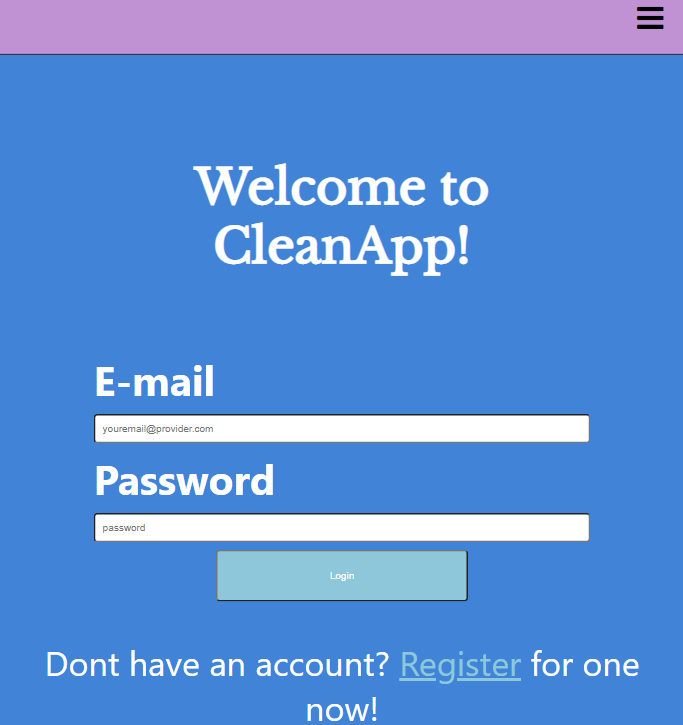 Welcome to
CleanApp!
E-mail
youremail@provider.com
Password
password
Login
Dont have an account? Register for one
now!